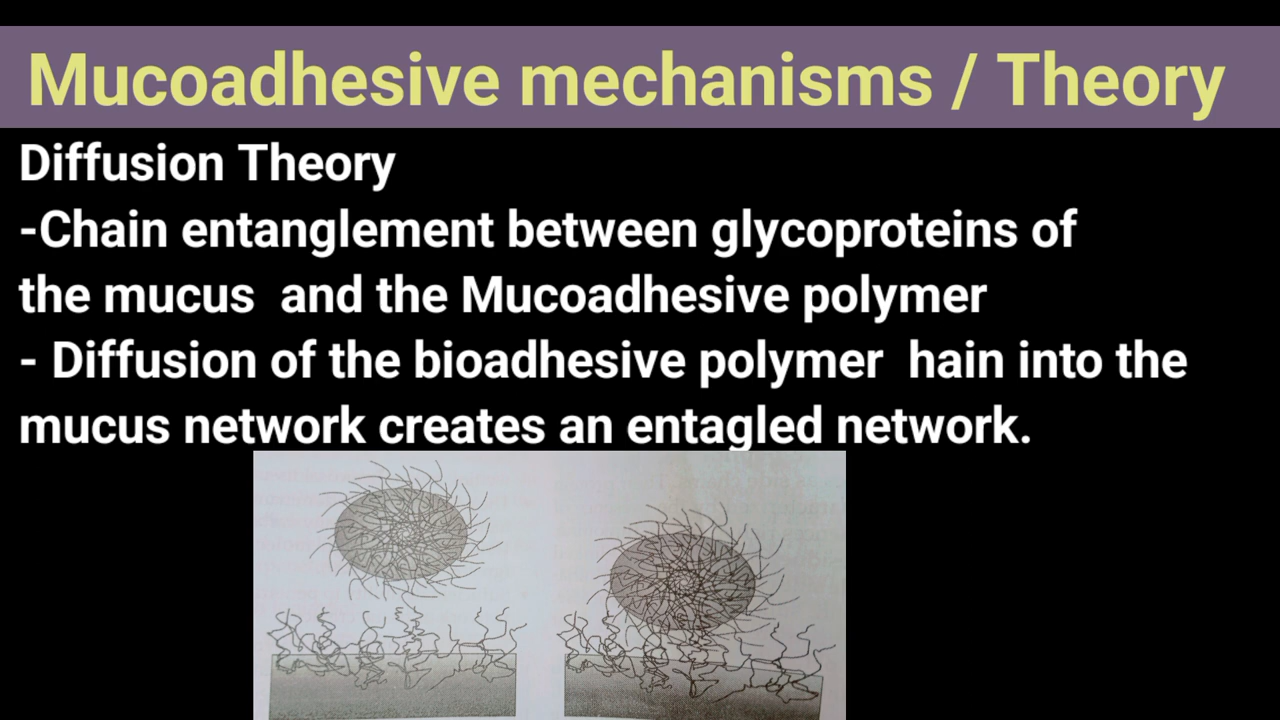 Mucoadhesive mechanisms / Theory
Diffusion Theory
-Chain entanglement between glycoproteins of
the mucus  and the Mucoadhesive polymer
- Diffusion of the bioadhesive polymer  hain into the
mucus network creates an entagled network.